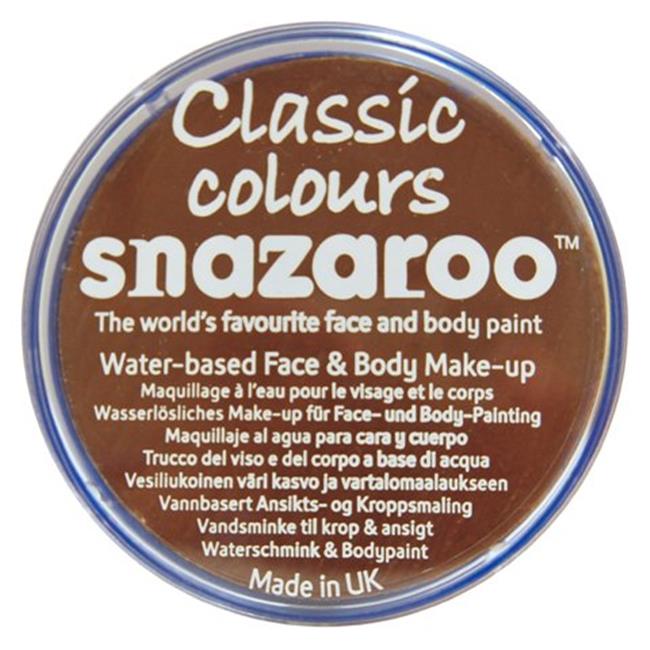 Classic
colours
snazaroo™
The world's favourite face and body paint
Water-based Face & Body Make-up
Maquillage à l'eau pour le visage et le corps
Wasserlösliches Make-up für Face- und Body-Painting
Maquillaje al agua para cara y cuerpo
Trucco del viso e del corpo a base di acqua
Vesiliukoinen väri kasvo ja vartalomaalaukseen
Vannbasert Ansikts- og Kroppsmaling
Vandsminke til krop & ansigt
Waterschmink & Bodypaint
Made in UK